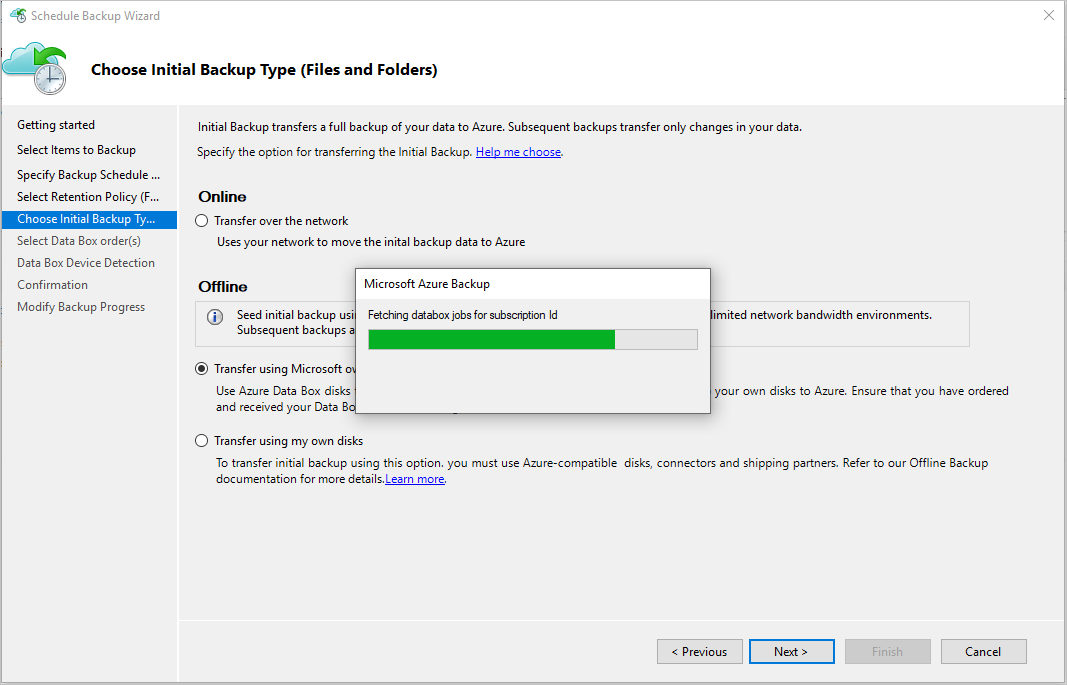 Schedule Backup Wizard
Choose Initial Backup Type (Files and Folders)
Getting started
Select Items to Backup
Specify Backup Schedule ...
Select Retention Policy (F...
Choose Initial Backup Ty...
Select Data Box order(s)
Data Box Device Detection
Confirmation
Modify Backup Progress
Initial Backup transfers a full backup of your data to Azure. Subsequent backups transfer only changes in your data.
Specify the option for transferring the Initial Backup. Help me choose.
Online
Transfer over the network
Uses your network to move the inital backup data to Azure
Offline
Seed initial backup usi limited network bandwidth environments.
Subsequent backups a
Microsoft Azure Backup
Fetching databox jobs for subscription Id
Transfer using Microsoft ow
Use Azure Data Box disks your own disks to Azure. Ensure that you have ordered
and received your Data Bo
Transfer using my own disks
To transfer initial backup using this option. you must use Azure-compatible disks, connectors and shipping partners. Refer to our Offline Backup
documentation for more details.Learn more.
< Previous
Next >
Finish
Cancel